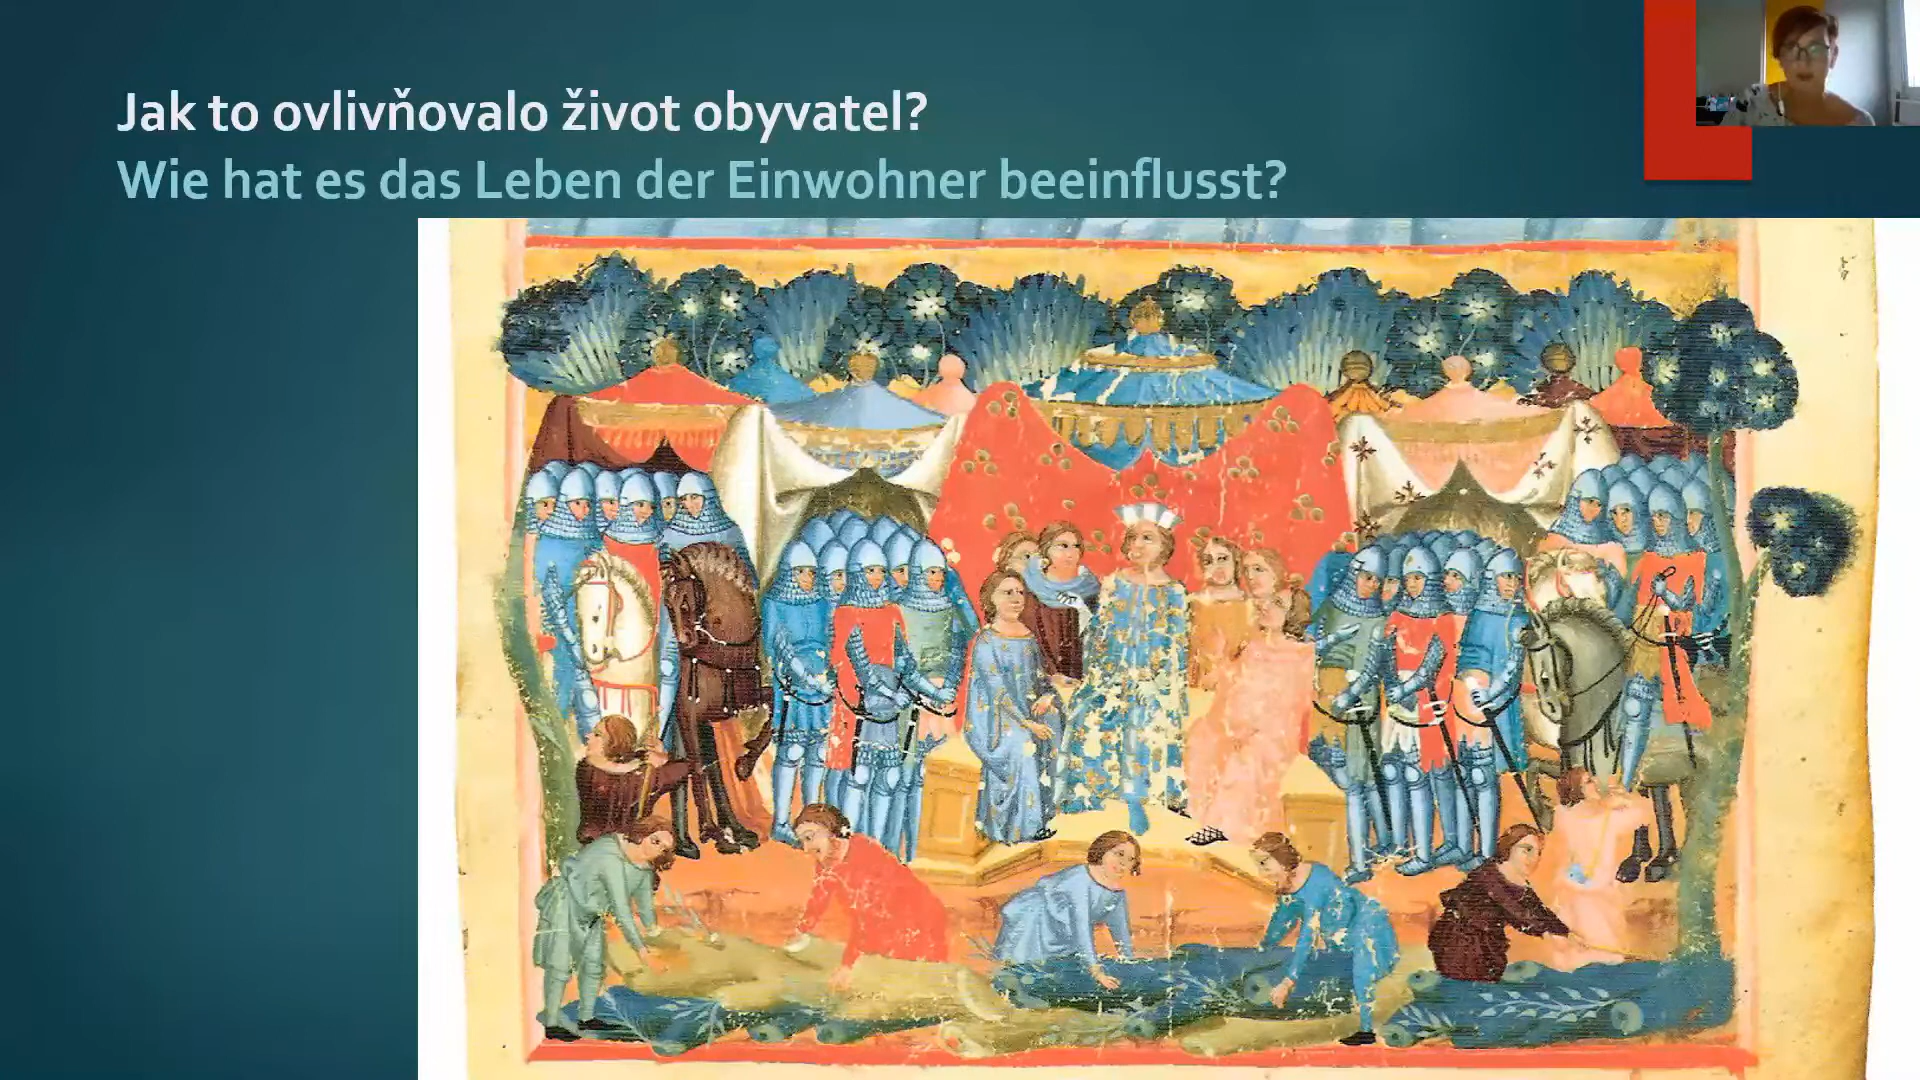 Jak to ovlivňovalo život obyvatel?
Wie hat es das Leben der Einwohner beeinflusst?